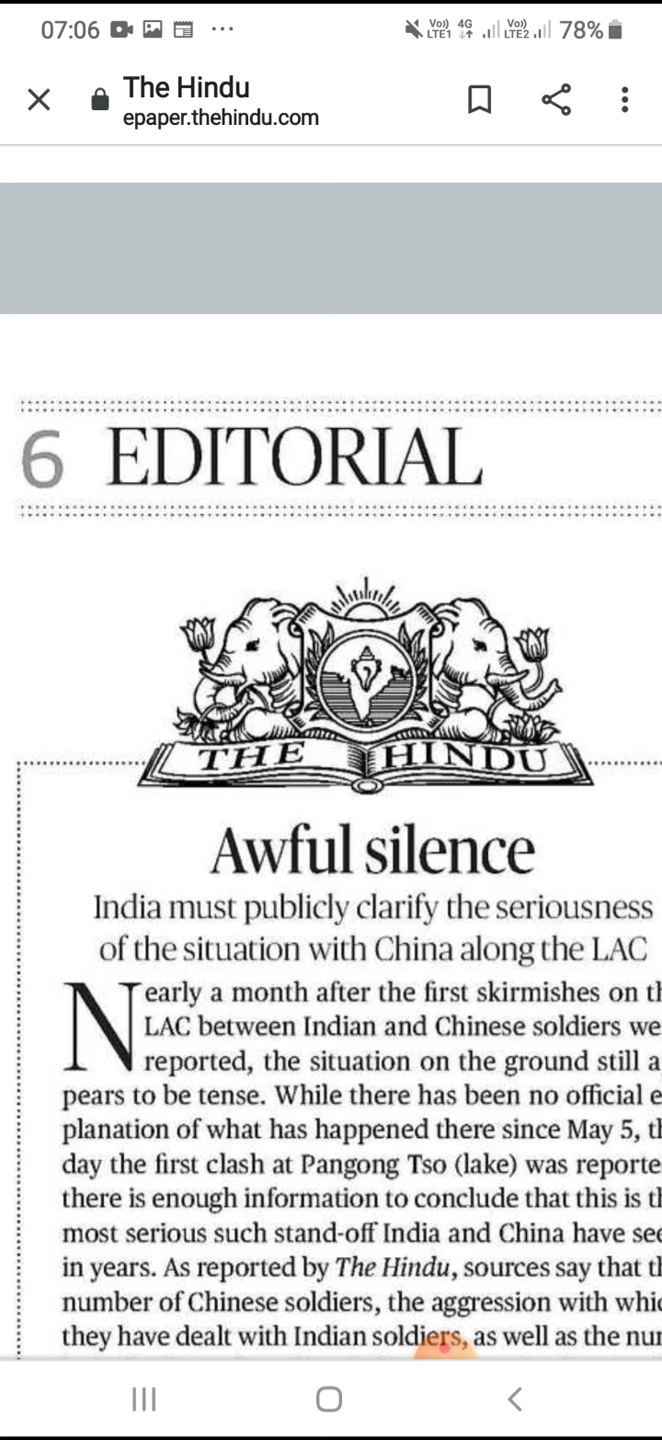 07:06 ... Vo)) LTE1 4G Vo)) LTE2 78%
The Hindu
epaper.thehindu.com
6 EDITORIAL
THE HINDU
Awful silence
India must publicly clarify the seriousness
of the situation with China along the LAC
Nearly a month after the first skirmishes on
LAC between Indian and Chinese soldiers
reported, the situation on the ground still
pears to be tense. While there has been no official
planation of what has happened there since May 5,
day the first clash at Pangong Tso (lake) was
there is enough information to conclude that this is
most serious such stand-off India and China have
in years. As reported by The Hindu, sources say that
number of Chinese soldiers, the aggression with
they have dealt with Indian soldiers, as well as the